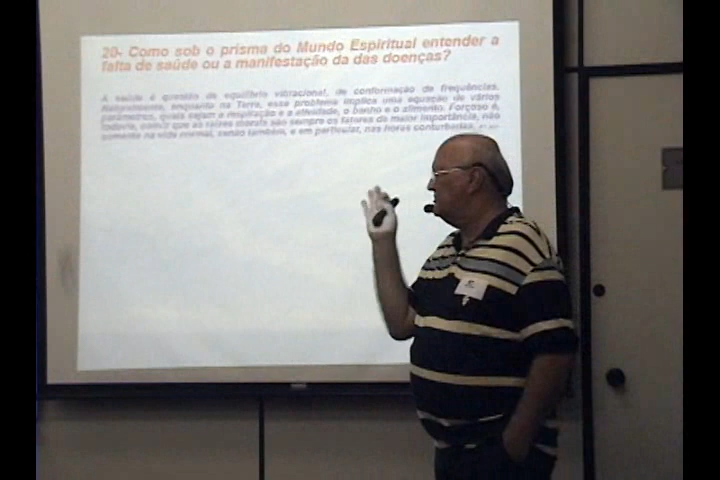 20- Como sob o prisma do Mundo Espiritual entender a
falta de saúde ou a manifestação da das doenças?
A saúde é questão de equilíbrio vibracional, de conformação de frequências.
Naturalmente, enquanto na Terra, esse problema implica uma equação de vários
parâmetros, quais sejam a respiração e a atividade, o banho e o alimento. Forçoso é,
todavia, convir que as raízes morais são sempre os fatores de maior importância, não
somente na vida normal, senão também, e em particular, nas horas conturbadas.